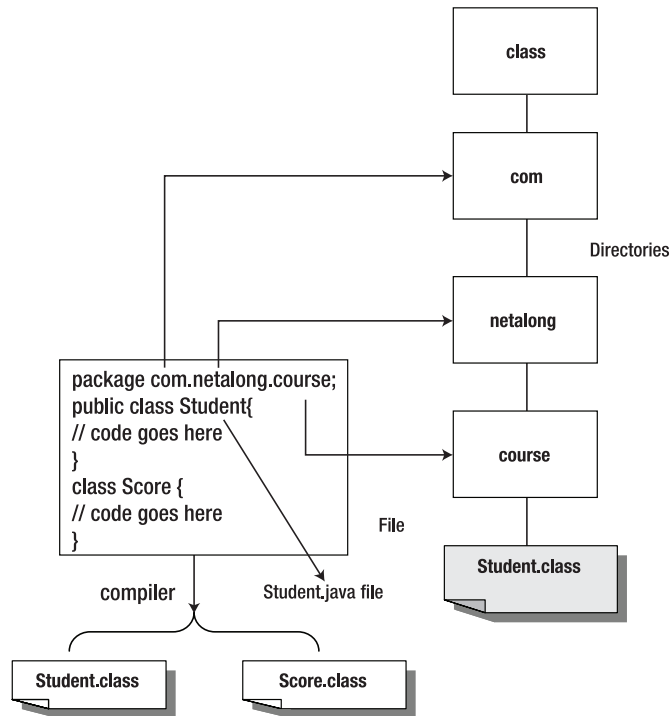 class
com
Directories
netalong
package com.netalong.course;
public class Student{
// code goes here
}
class Score {
// code goes here
}
course
File
Student.class
compiler
Student.java file
Student.class
Score.class